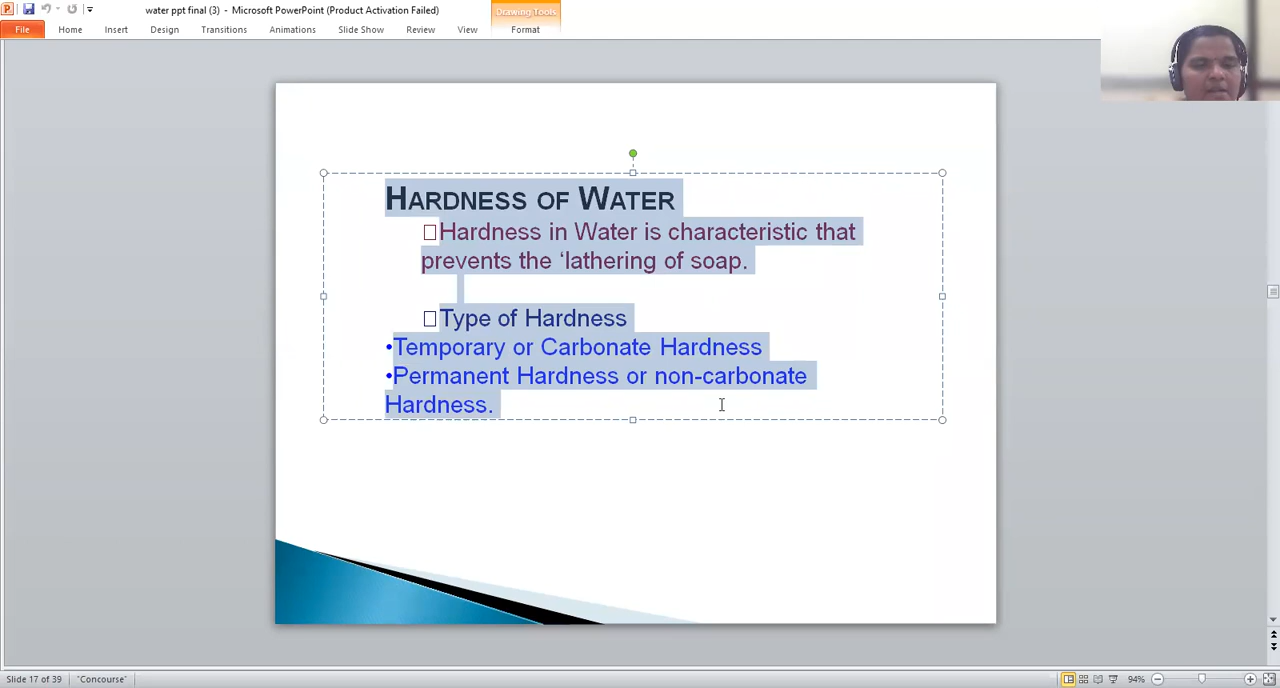 water ppt final (3) - Microsoft PowerPoint (Product Activation Failed)
Drawing Tools
File Home Insert Design Transitions Animations Slide Show Review View Format
HARDNESS OF WATER
Hardness in Water is characteristic that
prevents the ‘lathering of soap.
Type of Hardness
•Temporary or Carbonate Hardness
•Permanent Hardness or non-carbonate
Hardness.
Slide 17 of 39 "Concourse" 94%